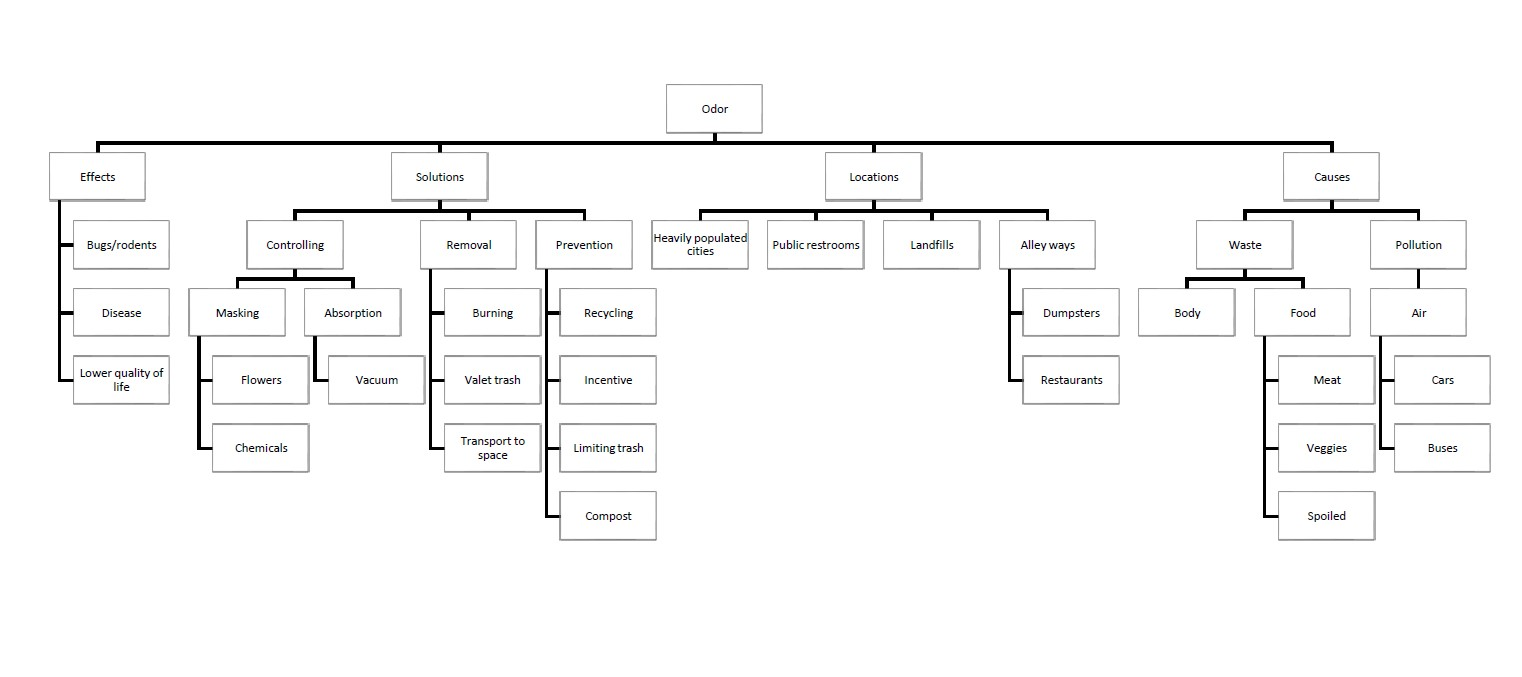 Odor
Effects
Solutions
Locations
Causes
Bugs/rodents
Controlling
Removal
Prevention
Heavily populated
cities
Public restrooms
Landfills
Alley ways
Waste
Pollution
Disease
Masking
Absorption
Burning
Recycling
Dumpsters
Body
Food
Air
Lower quality of
life
Flowers
Vacuum
Valet trash
Incentive
Restaurants
Meat
Cars
Chemicals
Transport to
space
Limiting trash
Veggies
Buses
Compost
Spoiled